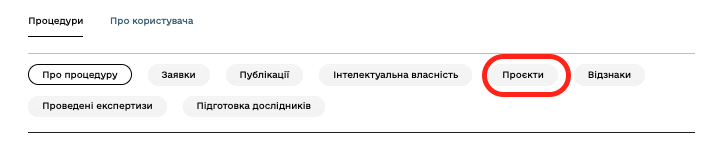 Процедури Про користувача
Про процедуру Заявки Публікації Інтелектуальна власність Проєкти Відзнаки
Проведені експертизи Підготовка дослідників